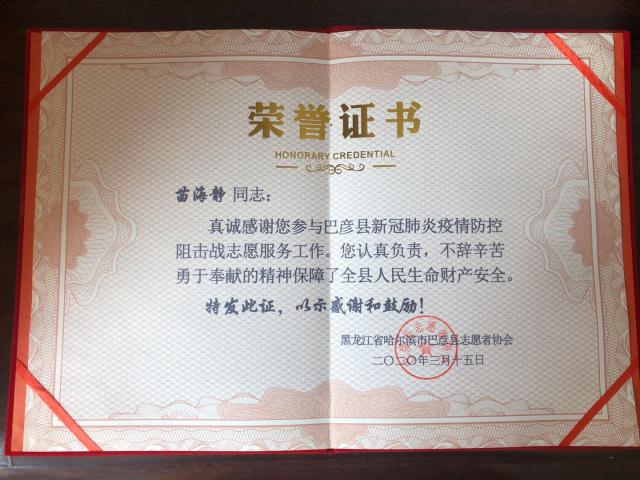 荣誉证书
HONORARY CREDENTIAL
苗海静 同志：
真诚感谢您参与巴彦县新冠肺炎疫情防控
阻击战志愿服务工作。您认真负责，不辞辛苦
勇于奉献的精神保障了全县人民生命财产安全。
特发此证，以示感谢和鼓励！
黑龙江省哈尔滨市巴彦县志愿者协会
二〇二〇年三月十五日